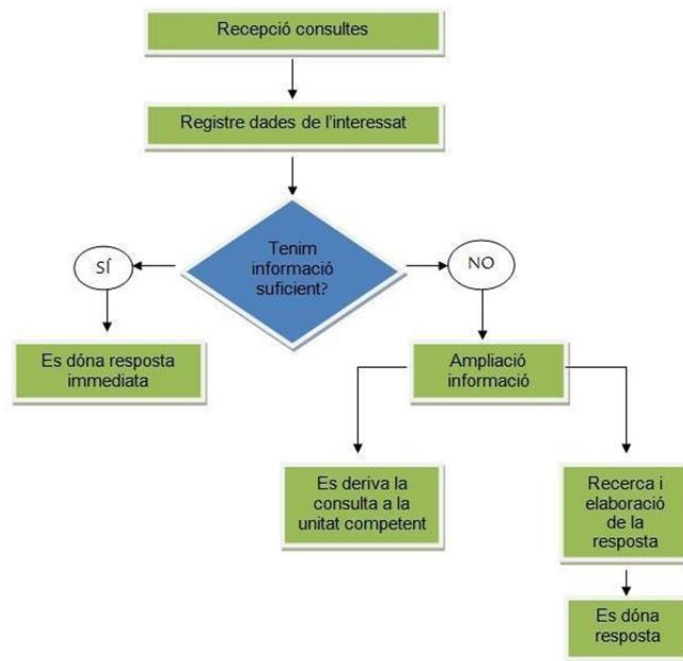 Recepció consultes
Registre dades de l'interessat
Tenim
informació
suficient?
SÍ
NO
Es dóna resposta
immediata
Ampliació
informació
Es deriva la
consulta a la
unitat competent
Recerca i
elaboració
de la
resposta
Es dóna
resposta